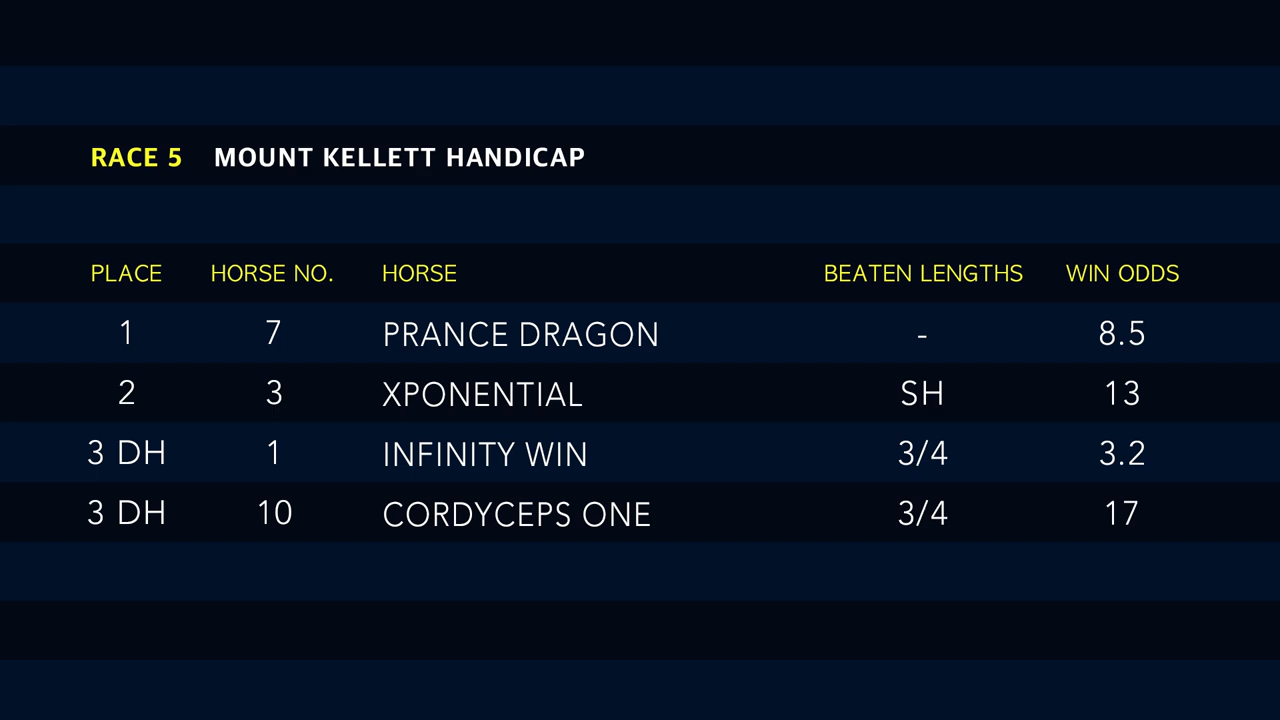 RACE 5 MOUNT KELLETT HANDICAP
PLACE HORSE NO. HORSE BEATEN LENGTHS WIN ODDS
1 7 PRANCE DRAGON - 8.5
2 3 XPONENTIAL SH 13
3 DH 1 INFINITY WIN 3/4 3.2
3 DH 10 CORDYCEPS ONE 3/4 17